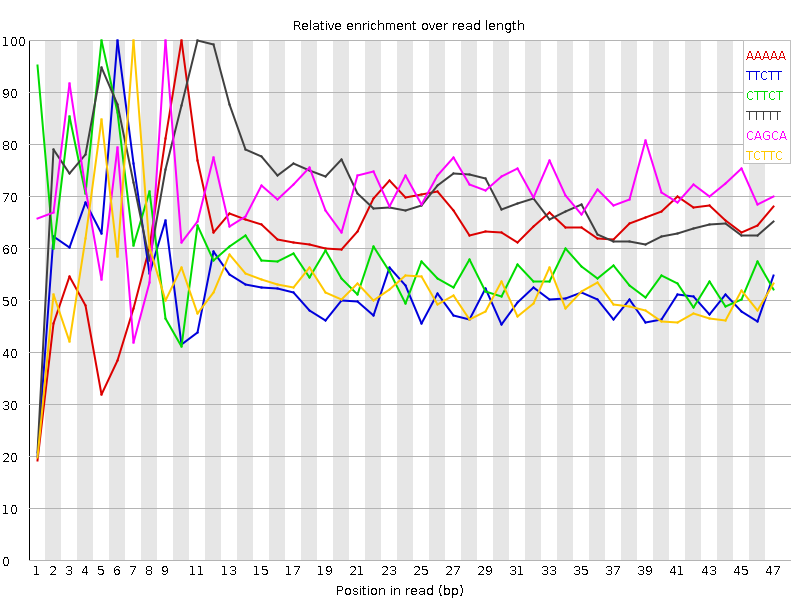 Relative enrichment over read length
100
90
80
70
60
50
40
30
20
10
0
AAAAA
TTCTT
CTTCT
TTTTT
CAGCA
TCTTC
1 2 3 4 5 6 7 8 9 11 13 15 17 19 21 23 25 27 29 31 33 35 37 39 41 43 45 47
Position in read (bp)